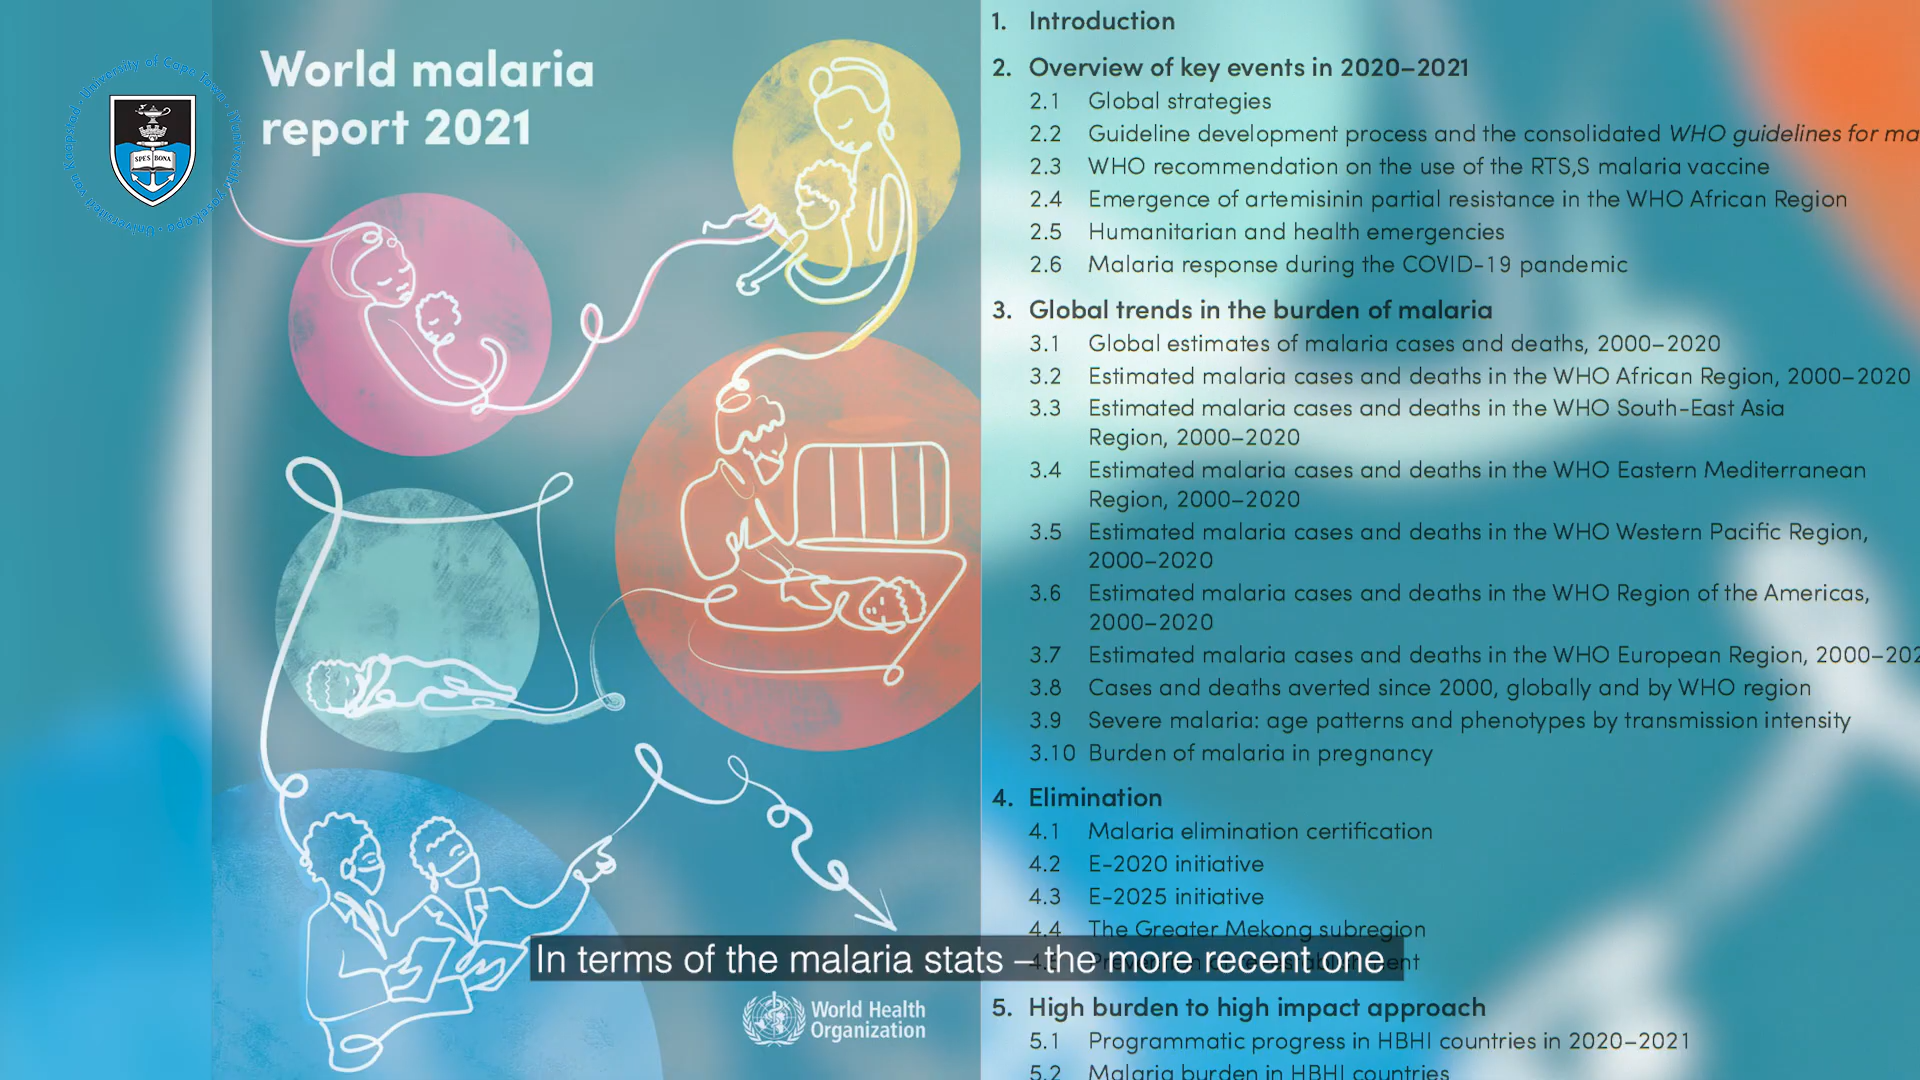 World malaria
report 2021
University of Cape Town
SPES BONA
World Health
Organization
1. Introduction
2. Overview of key events in 2020–2021
2.1 Global strategies
2.2 Guideline development process and the consolidated WHO guidelines for
2.3 WHO recommendation on the use of the RTS,S malaria vaccine
2.4 Emergence of artemisinin partial resistance in the WHO African Region
2.5 Humanitarian and health emergencies
2.6 Malaria response during the COVID-19 pandemic
3. Global trends in the burden of malaria
3.1 Global estimates of malaria cases and deaths, 2000–2020
3.2 Estimated malaria cases and deaths in the WHO African Region, 2000–2020
3.3 Estimated malaria cases and deaths in the WHO South-East Asia
Region, 2000–2020
3.4 Estimated malaria cases and deaths in the WHO Eastern Mediterranean
Region, 2000–2020
3.5 Estimated malaria cases and deaths in the WHO Western Pacific Region,
2000–2020
3.6 Estimated malaria cases and deaths in the WHO Region of the Americas,
2000–2020
3.7 Estimated malaria cases and deaths in the WHO European Region, 2000–202
3.8 Cases and deaths averted since 2000, globally and by WHO region
3.9 Severe malaria: age patterns and phenotypes by transmission intensity
3.10 Burden of malaria in pregnancy
4. Elimination
4.1 Malaria elimination certification
4.2 E-2020 initiative
4.3 E-2025 initiative
4.4 The Greater Mekong subregion
In terms of the malaria stats – the more recent one
5. High burden to high impact approach
5.1 Programmatic progress in HBHI countries in 2020–2021
5.2 Malaria burden in HBHI countries